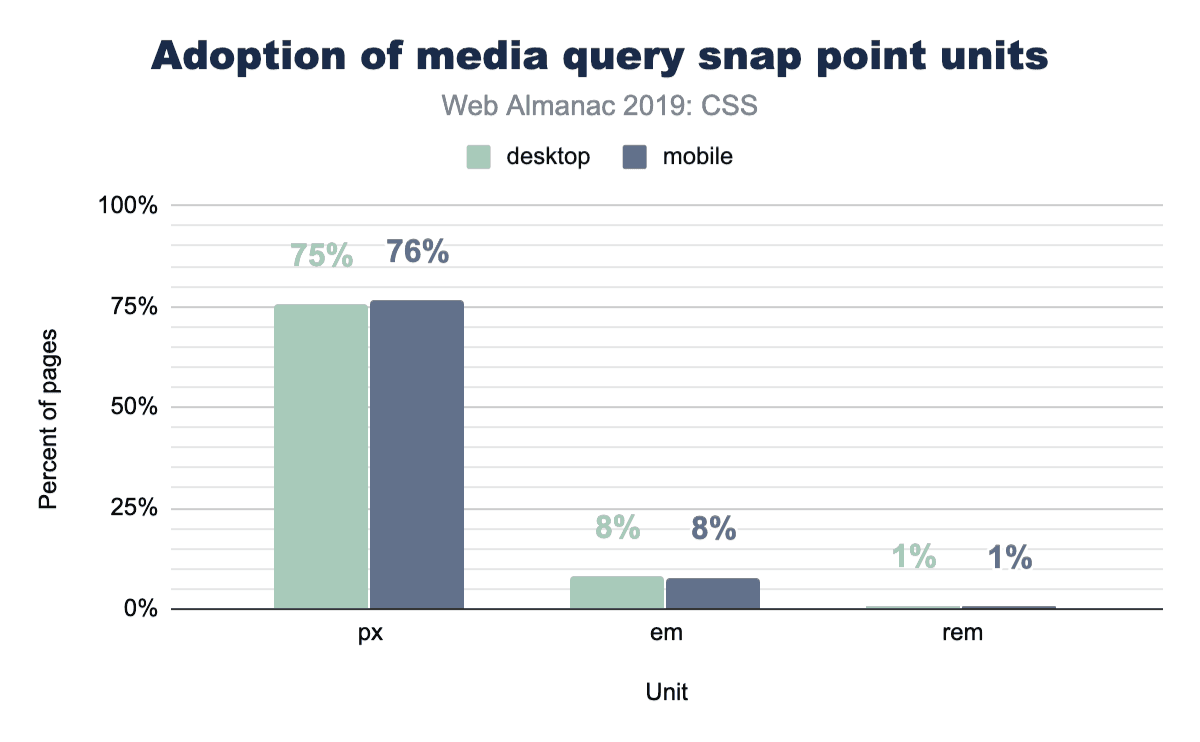 Adoption of media query snap point units
Web Almanac 2019: CSS
desktop mobile
100%
75%
50%
25%
0%
Percent of pages
75% 76%
8% 8%
1% 1%
px em rem
Unit